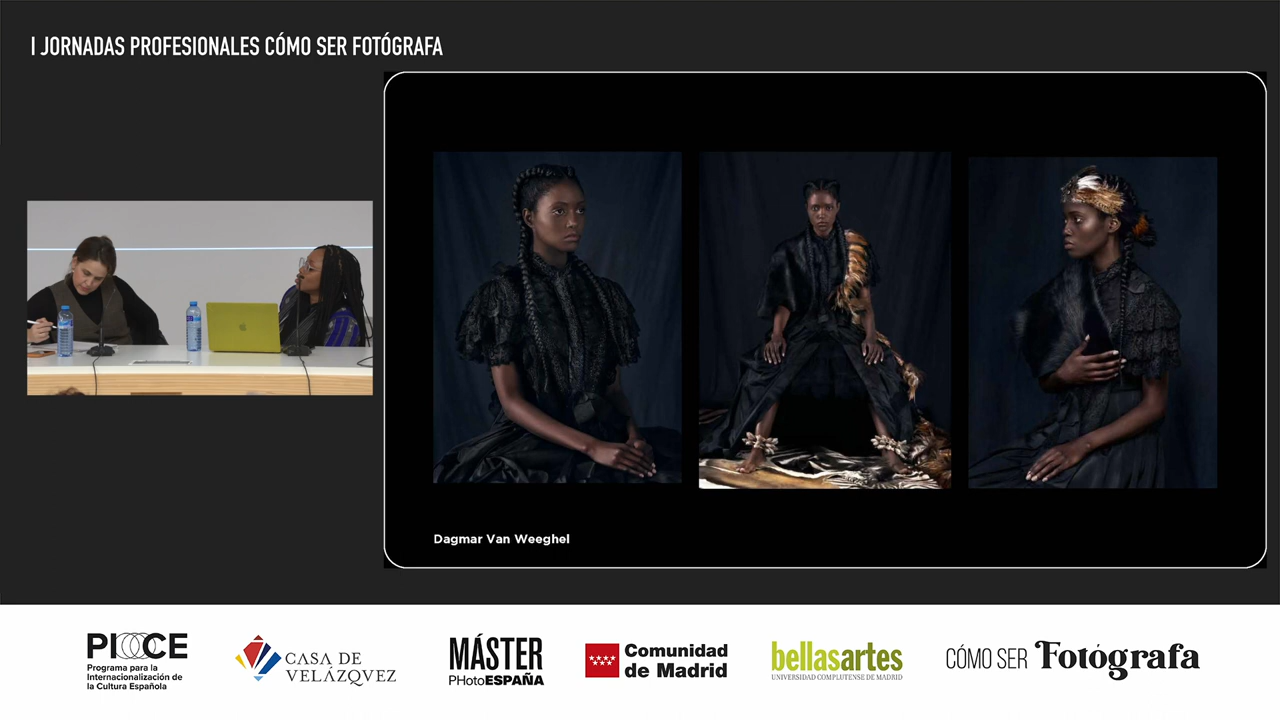 I JORNADAS PROFESIONALES CÓMO SER FOTÓGRAFA
Dagmar Van Weeghel
PICE
Programa para la
Internacionalización de
la Cultura Española
CASA DE
VELÁZQVEZ
MÁSTER
PHotoESPAÑA
Comunidad
de Madrid
bellasartes
UNIVERSIDAD COMPLUTENSE DE MADRID
CÓMO SER Fotógrafa